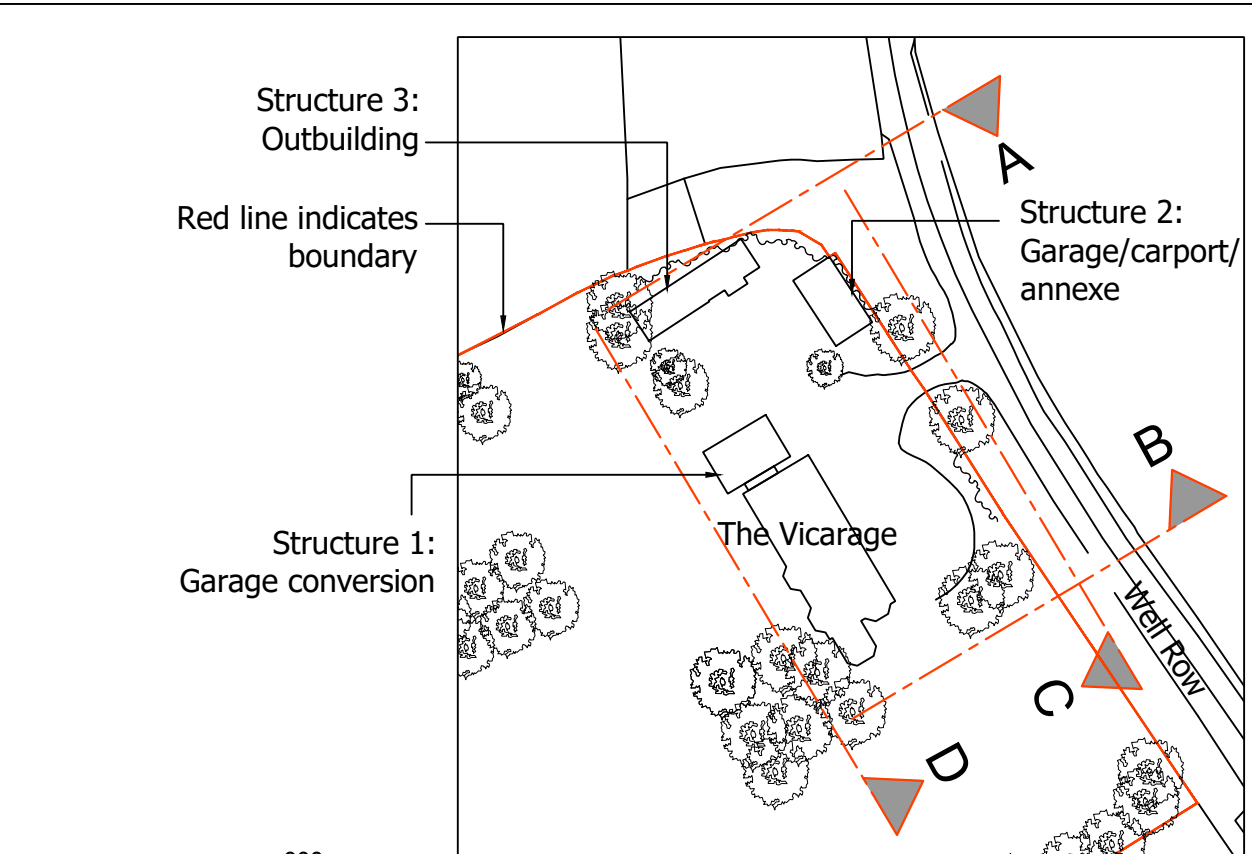 Structure 3:
Outbuilding
Red line indicates
boundary
A
Structure 2:
Garage/carport/
annexe
B
The Vicarage
Structure 1:
Garage conversion
Well Row
C
D